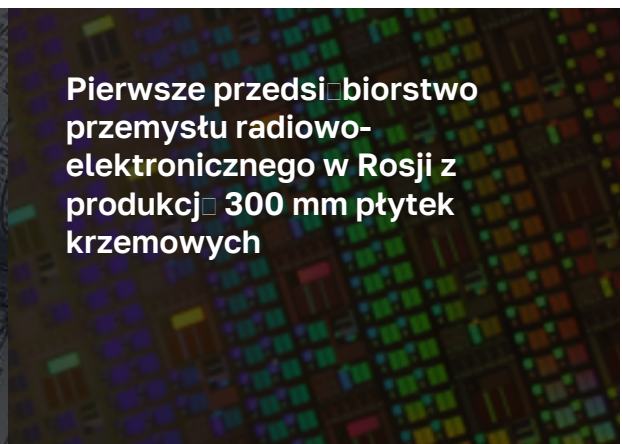 Pierwsze przedsi□biorstwo
przemysłu radiowo-
elektronicznego w Rosji z
produkcj□ 300 mm płytek
krzemowych